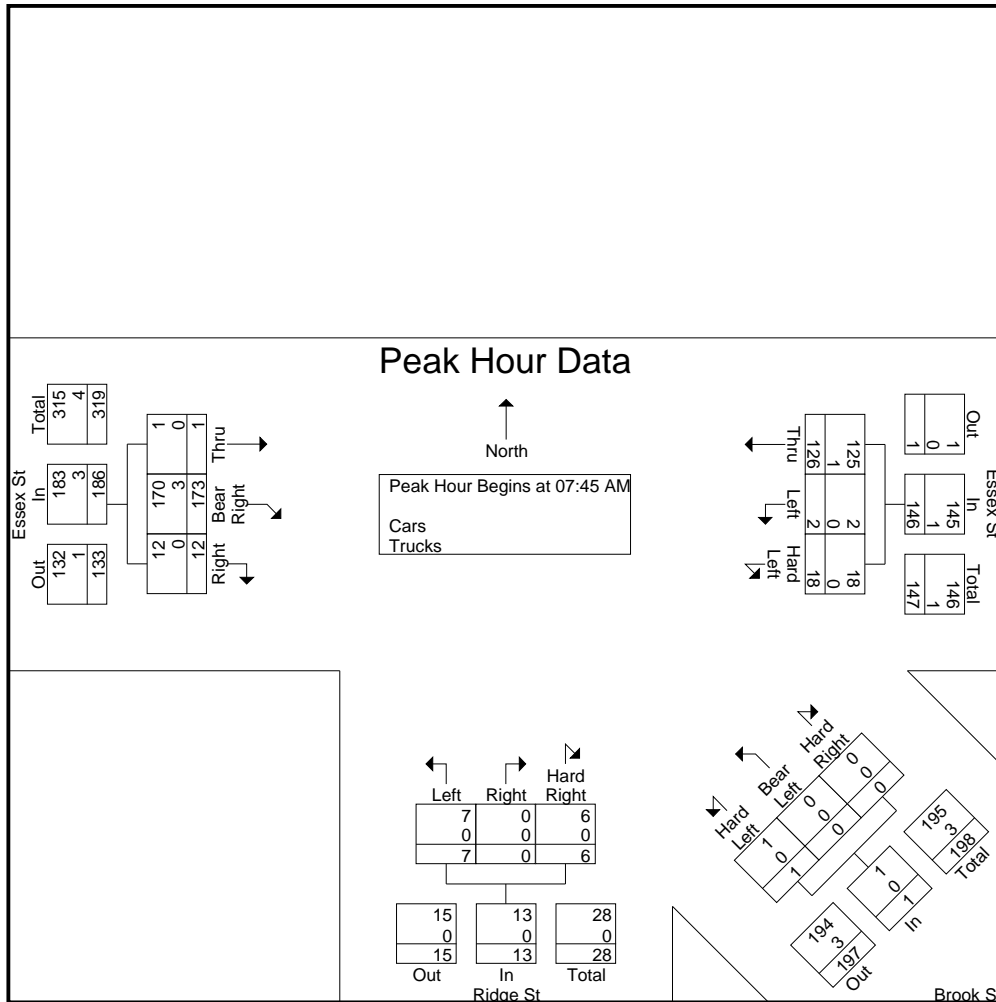 Peak Hour Data
North
Peak Hour Begins at 07:45 AM
Cars
Trucks
Essex St
Total
315 4 319
In
183 3 186
Out
132 1 133
Thru
1 0 1
Bear Right
170 3 173
Right
12 0 12
Essex St
Out
1 0 1
In
145 1 146
Total
146 1 147
Thru
125 1 126
Left
2 0 2
Hard Left
18 0 18
Left Right Hard Right
7 0 6
0 0 0
7 0 6
15 13 28
0 0 0
15 13 28
Out In Total
Ridge St
Hard Left
1 0 1
Bear Left
0 0 0
Hard Right
0 0 0
195 3 198
Total
1 0 1
In
194 3 197
Out
Brook S